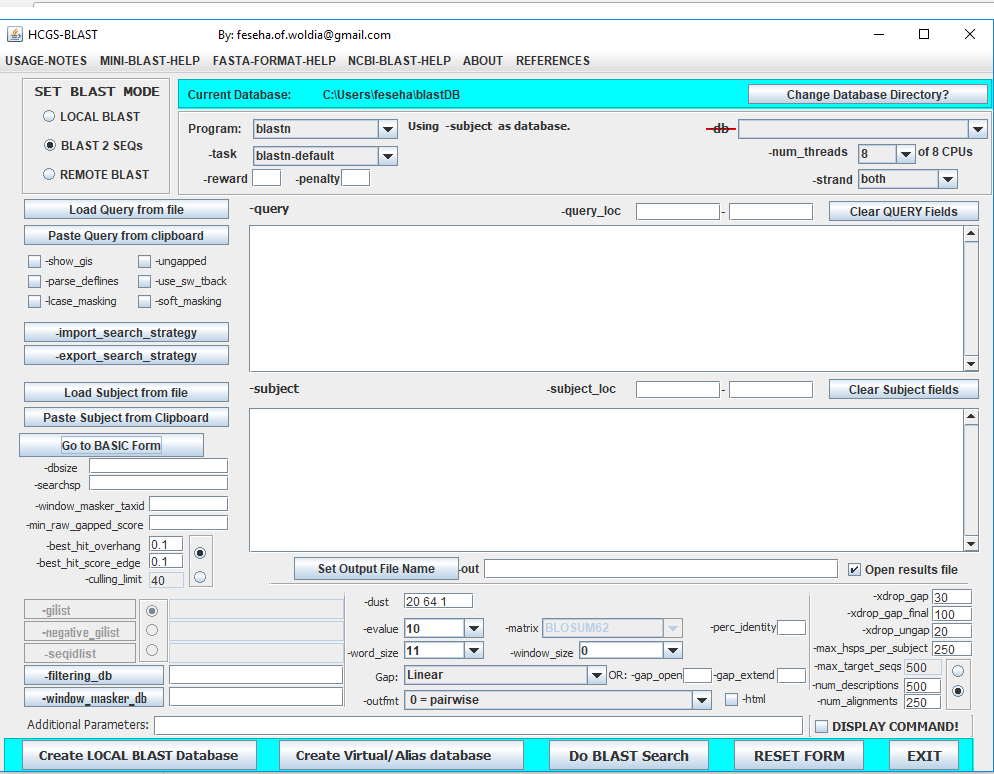 HCGS-BLAST By: feseha.of.woldia@gmail.com
USAGE-NOTES MINI-BLAST-HELP FASTA-FORMAT-HELP NCBI-BLAST-HELP ABOUT REFERENCES
SET BLAST MODE
LOCAL BLAST
BLAST 2 SEQs
REMOTE BLAST
Current Database: C:\Users\feseha\blastDB Change Database Directory?
Program: blastn Using -subject as database. -db
-task blastn-default -num_threads 8 of 8 CPUs
-reward -penalty -strand both
Load Query from file
Paste Query from clipboard
-query -query_loc - Clear QUERY Fields
-show_gis -ungapped
-parse_deflines -use_sw_tback
-lcase_masking -soft_masking
-import_search_strategy
-export_search_strategy
Load Subject from file
Paste Subject from Clipboard
-subject -subject_loc - Clear Subject fields
Go to BASIC Form
-dbsize
-searchsp
-window_masker_taxid
-min_raw_gapped_score
-best_hit_overhang 0.1
-best_hit_score_edge 0.1
-culling_limit 40
Set Output File Name -out Open results file
-gilist
-negative_gilist
-seqidlist
-filtering_db
-window_masker_db
-dust 20 64 1
-evalue 10 -matrix BLOSUM62 -perc_identity
-word_size 11 -window_size 0
Gap: Linear OR: -gap_open -gap_extend
-outfmt 0 = pairwise -html
-xdrop_gap 30
-xdrop_gap_final 100
-xdrop_ungap 20
-max_hsps_per_subject 250
-max_target_seqs 500
-num_descriptions 500
-num_alignments 250
Additional Parameters: DISPLAY COMMAND!
Create LOCAL BLAST Database Create Virtual/Alias database Do BLAST Search RESET FORM EXIT